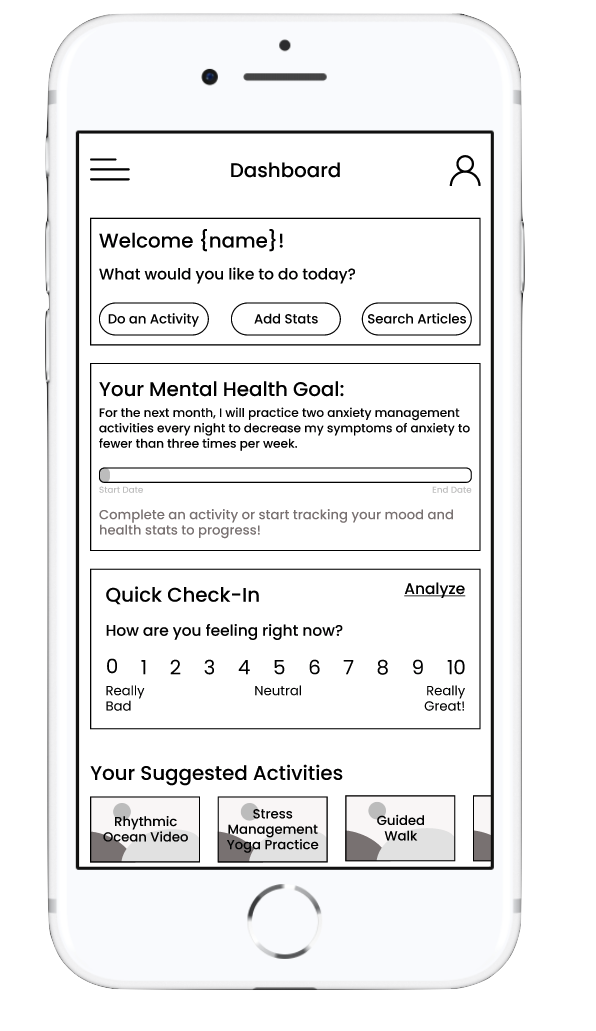 Dashboard
Welcome {name}!
What would you like to do today?
Do an Activity
Add Stats
Search Articles
Your Mental Health Goal:
For the next month, I will practice two anxiety management
activities every night to decrease my symptoms of anxiety to
fewer than three times per week.
Start Date
End Date
Complete an activity or start tracking your mood and
health stats to progress!
Quick Check-In
Analyze
How are you feeling right now?
0 1 2 3 4 5 6 7 8 9 10
Really
Bad
Neutral
Really
Great!
Your Suggested Activities
Rhythmic
Ocean Video
Stress
Management
Yoga Practice
Guided
Walk